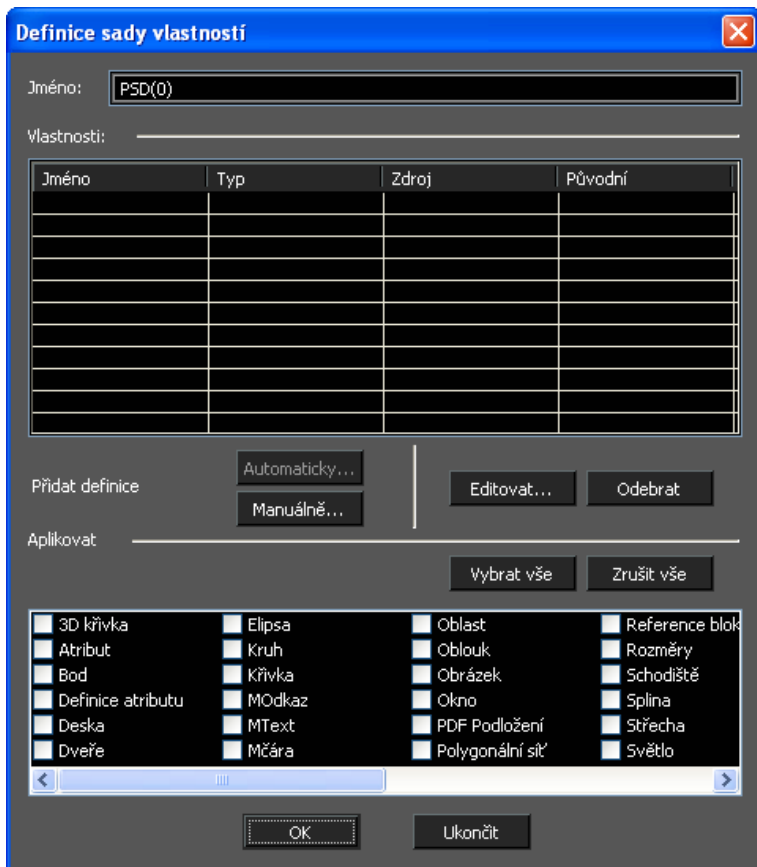 Definice sady vlastností
Jméno: PSD(0)
Vlastnosti:
Jméno Typ Zdroj Původní
Automaticky...
Přidat definice Editovat... Odebrat
Manuálně...
Aplikovat
Vybrat vše Zrušit vše
3D křivka Elipsa Oblast Reference blok
Atribut Kruh Oblouk Rozměry
Bod Křivka Obrázek Schodiště
Definice atributu MOdkaz Okno Splina
Deska MText PDF Podložení Střecha
Dveře Mčára Polygonální síť Světlo
OK Ukončit